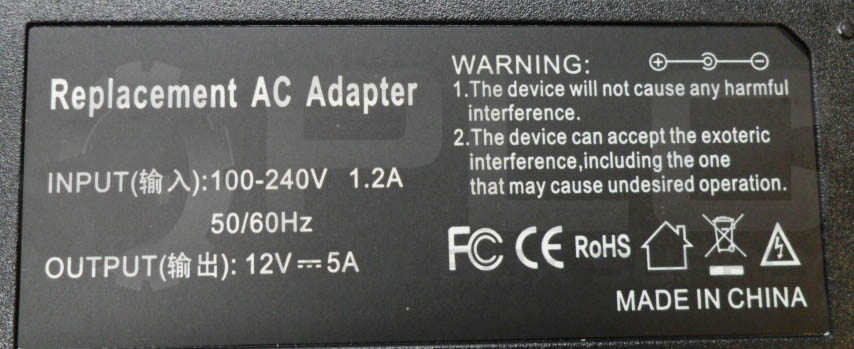 Replacement AC Adapter
INPUT(输入):100-240V 1.2A
50/60Hz
OUTPUT(输出): 12V⎓5A
WARNING:
1.The device will not cause any harmful
interference.
2.The device can accept the exoteric
interference,including the one
that may cause undesired operation.
FC CE RoHS
MADE IN CHINA